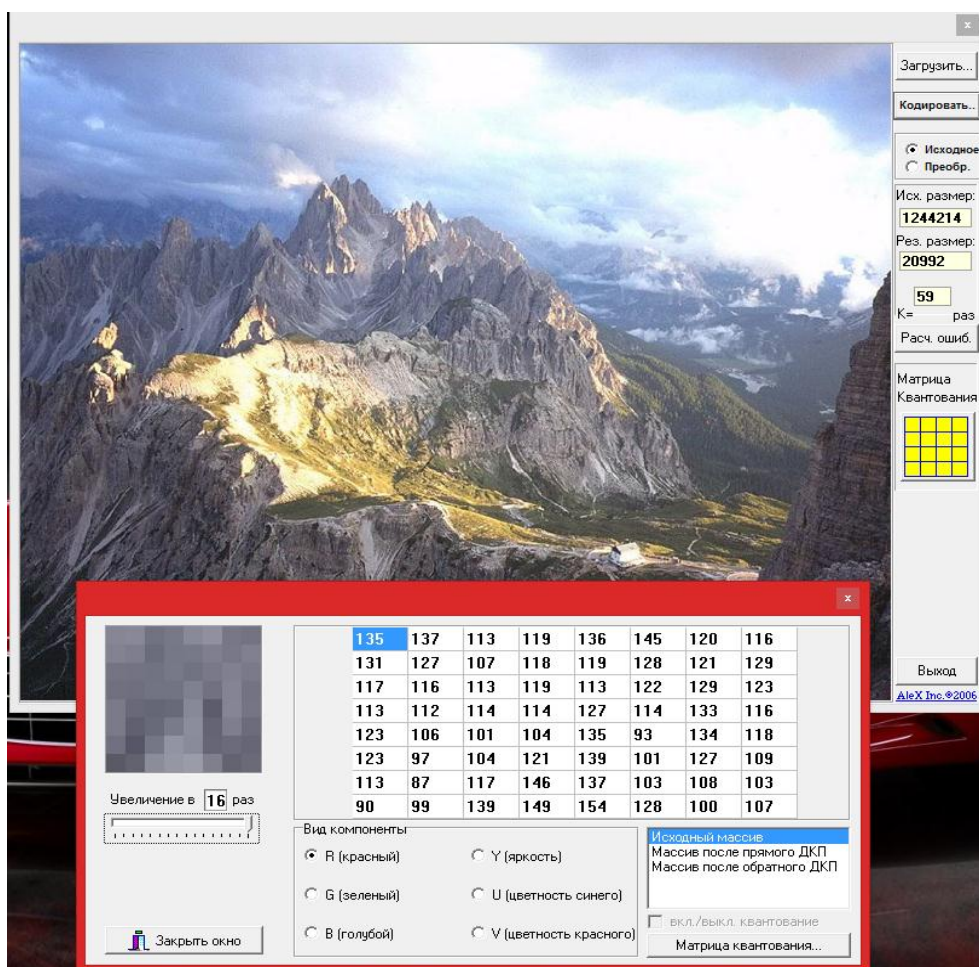 x
Загрузить...
Кодировать..
Исходное
Преобр.
Исх. размер:
1244214
Рез. размер:
20992
59
К= раз
Расч. ошиб.
Матрица
Квантования
Выход
AleX Inc.©2006
x
135 137 113 119 136 145 120 116
131 127 107 118 119 128 121 129
117 116 113 119 113 122 129 123
113 112 114 114 127 114 133 116
123 106 101 104 135 93 134 118
123 97 104 121 139 101 127 109
113 87 117 146 137 103 108 103
90 99 139 149 154 128 100 107
Увеличение в 16 раз
Вид компоненты
R (красный)
Y (яркость)
G (зеленый)
U (цветность синего)
B (голубой)
V (цветность красного)
Исходный массив
Массив после прямого ДКП
Массив после обратного ДКП
вкл./выкл. квантование
Матрица квантования...
Закрыть окно